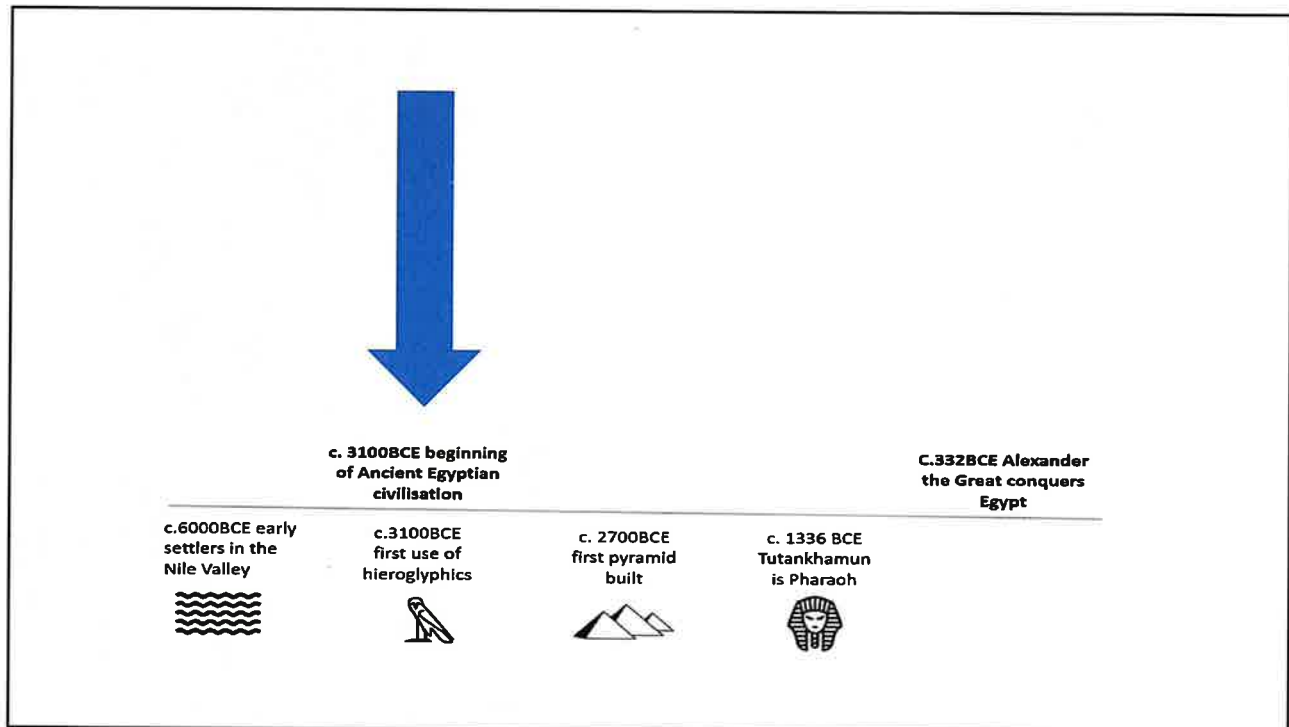 c. 3100BCE beginning
of Ancient Egyptian
civilisation
C.332BCE Alexander
the Great conquers
Egypt
c.6000BCE early
settlers in the
Nile Valley
c.3100BCE
first use of
hieroglyphics
c. 2700BCE
first pyramid
built
c. 1336 BCE
Tutankhamun
is Pharaoh